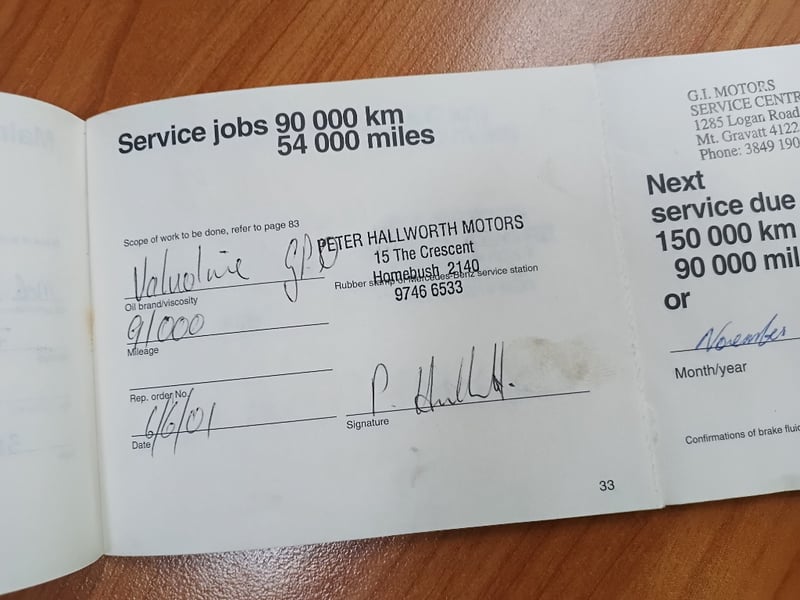 Service jobs 90 000 km
54 000 miles
Scope of work to be done, refer to page 83
Valvoline
Oil brand/viscosity
91000
Mileage
Rep. order No.
6/6/01
Date
PETER HALLWORTH MOTORS
15 The Crescent
Homebush 2140
Rubber stamp of Mercedes-Benz service station
9746 6533
P.
Signature
33
G.I. MOTORS
SERVICE CENTR
1285 Logan Road
Mt. Gravatt 4122
Phone: 3849 190
Next
service due
150 000 km
90 000 mil
or
November
Month/year
Confirmations of brake fluid